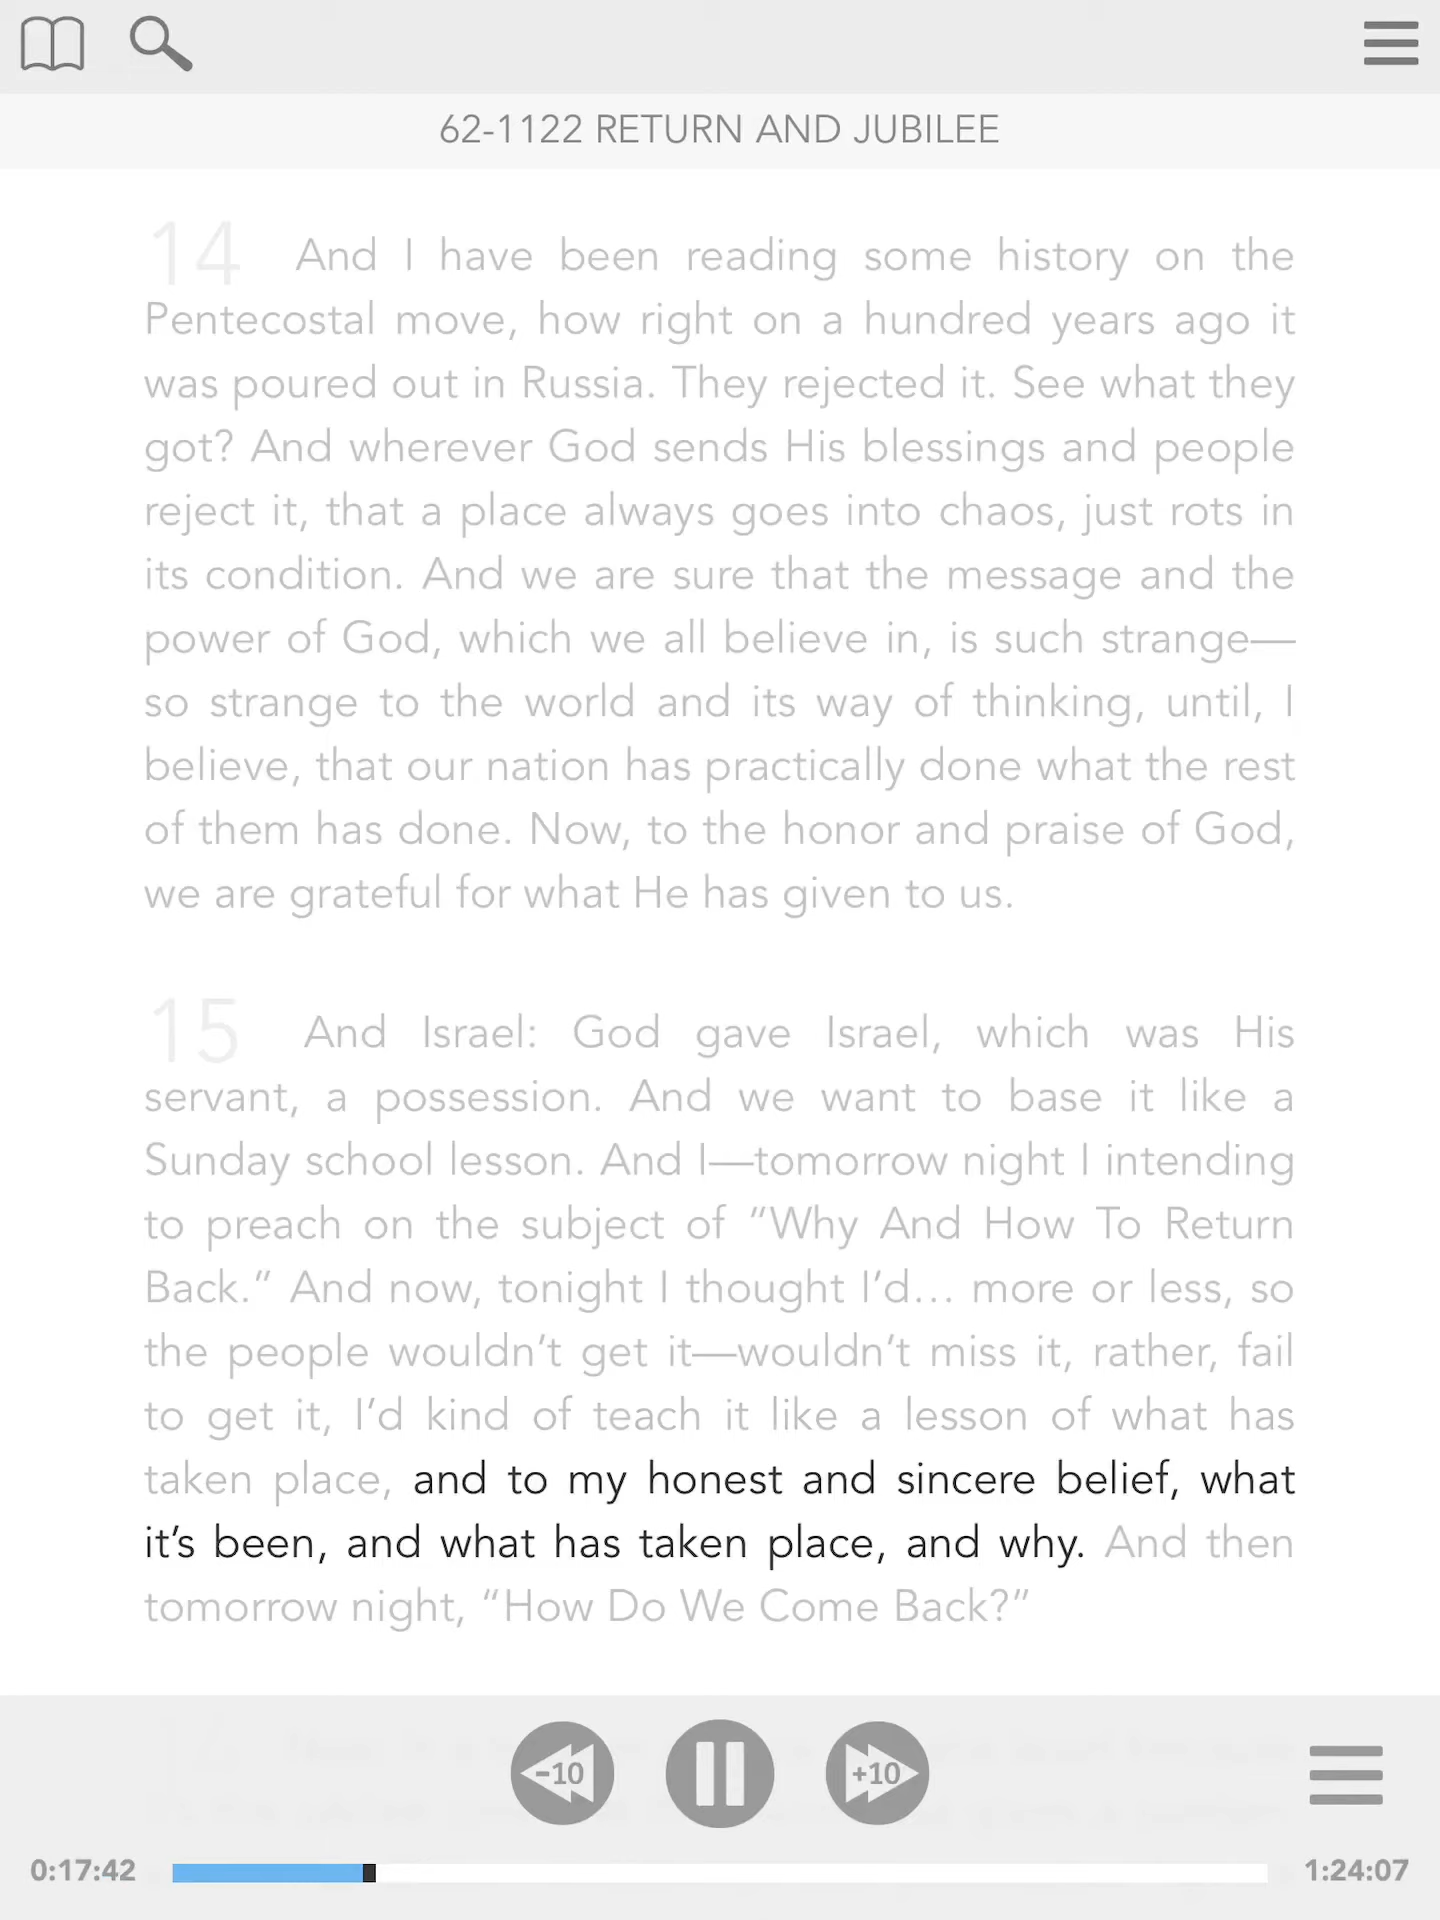 62-1122 RETURN AND JUBILEE
14 And I have been reading some history on the
Pentecostal move, how right on a hundred years ago it
was poured out in Russia. They rejected it. See what they
got? And wherever God sends His blessings and people
reject it, that a place always goes into chaos, just rots in
its condition. And we are sure that the message and the
power of God, which we all believe in, is such strange—
so strange to the world and its way of thinking, until, I
believe, that our nation has practically done what the rest
of them has done. Now, to the honor and praise of God,
we are grateful for what He has given to us.
15 And Israel: God gave Israel, which was His
servant, a possession. And we want to base it like a
Sunday school lesson. And I—tomorrow night I intending
to preach on the subject of “Why And How To Return
Back.” And now, tonight I thought I’d… more or less, so
the people wouldn’t get it—wouldn’t miss it, rather, fail
to get it, I’d kind of teach it like a lesson of what has
taken place, and to my honest and sincere belief, what
it’s been, and what has taken place, and why. And then
tomorrow night, “How Do We Come Back?”
-10 +10
0:17:42 1:24:07